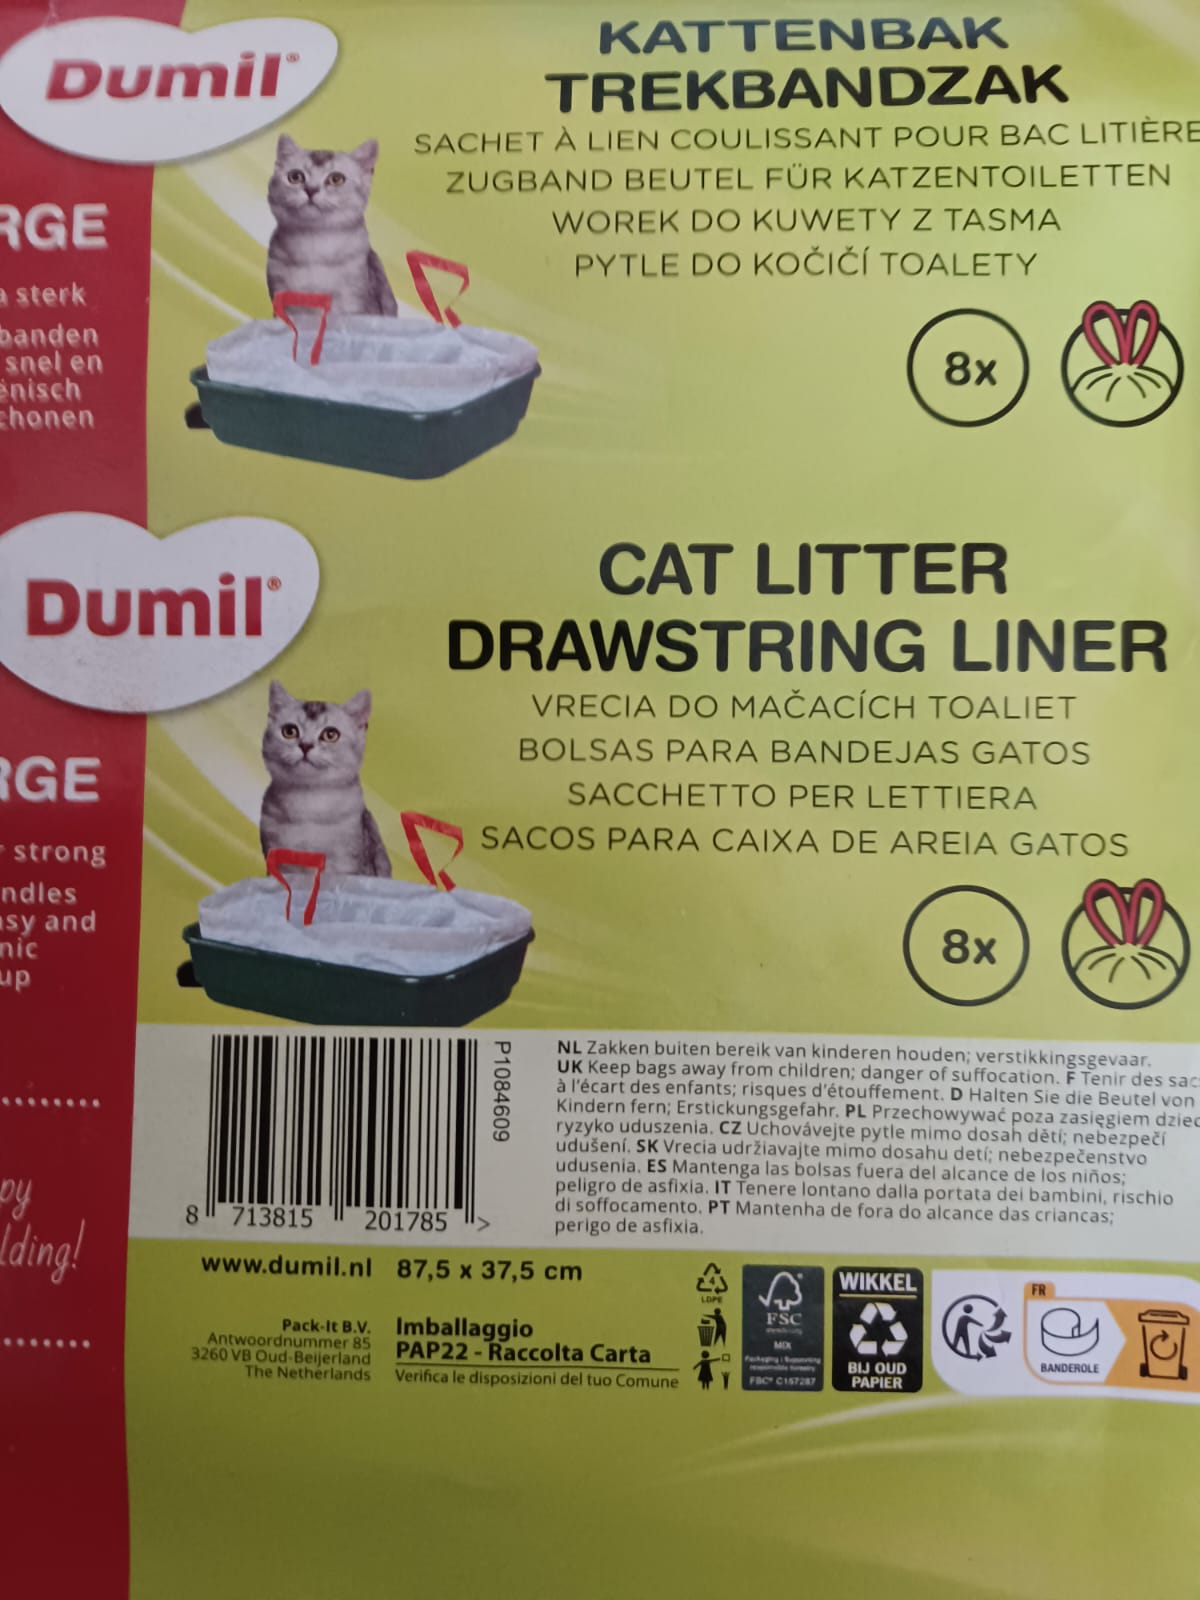 Dumil®
KATTENBAK
TREKBANDZAK
SACHET À LIEN COULISSANT POUR BAC LITIÈRE
ZUGBAND BEUTEL FÜR KATZENTOILETTEN
WOREK DO KUWETY Z TASMA
PYTLE DO KOČIČÍ TOALETY
RGE
a sterk
banden
snel en
ënisch
chonen
8x
Dumil®
CAT LITTER
DRAWSTRING LINER
VRECIA DO MAČACÍCH TOALIET
BOLSAS PARA BANDEJAS GATOS
SACCHETTO PER LETTIERA
SACOS PARA CAIXA DE AREIA GATOS
RGE
r strong
ndles
asy and
nic
up
8x
py
lding!
P1084609
8 713815 201785 >
NL Zakken buiten bereik van kinderen houden; verstikkingsgevaar.
UK Keep bags away from children; danger of suffocation. F Tenir des sac
à l'écart des enfants; risques d'étouffement. D Halten Sie die Beutel von
Kindern fern; Erstickungsgefahr. PL Przechowywać poza zasięgiem dziec
ryzyko uduszenia. CZ Uchovávejte pytle mimo dosah dětí; nebezpečí
udušení. SK Vrecia udržiavajte mimo dosahu detí; nebezpečenstvo
udusenia. ES Mantenga las bolsas fuera del alcance de los niños;
peligro de asfixia. IT Tenere lontano dalla portata dei bambini, rischio
di soffocamento. PT Mantenha de fora do alcance das criancas;
perigo de asfixia.
www.dumil.nl 87,5 x 37,5 cm
Pack-It B.V.
Antwoordnummer 85
3260 VB Oud-Beijerland
The Netherlands
Imballaggio
PAP22 - Raccolta Carta
Verifica le disposizioni del tuo Comune
4
LDPE
FSC
MIX
Packaging | Supporting
responsible forestry
FSC® C157287
WIKKEL
BIJ OUD
PAPIER
FR
BANDEROLE